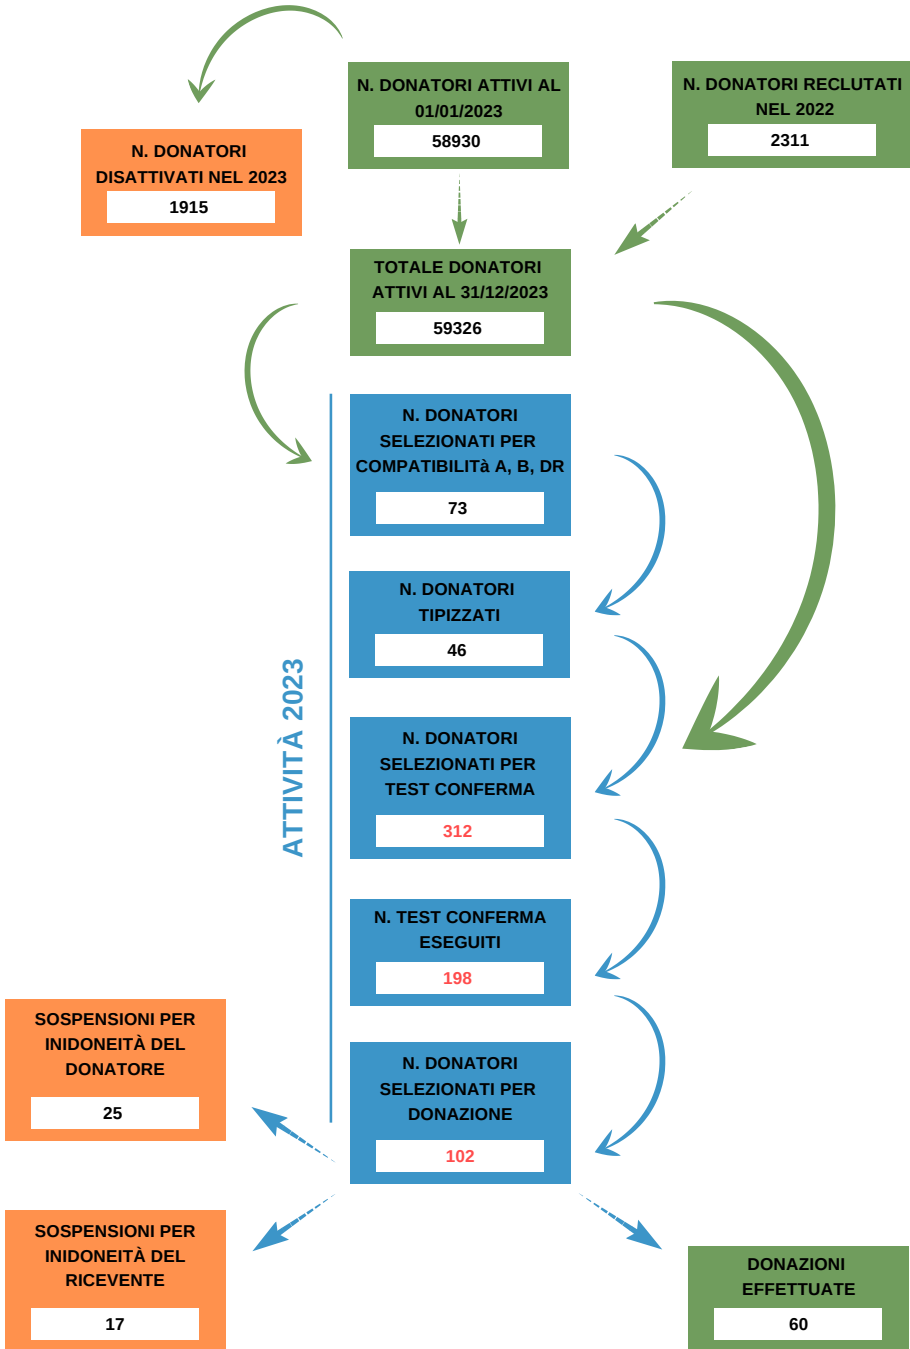 N. DONATORI ATTIVI AL
01/01/2023
58930
N. DONATORI RECLUTATI
NEL 2022
2311
N. DONATORI
DISATTIVATI NEL 2023
1915
TOTALE DONATORI
ATTIVI AL 31/12/2023
59326
ATTIVITÀ 2023
N. DONATORI
SELEZIONATI PER
COMPATIBILITà A, B, DR
73
N. DONATORI
TIPIZZATI
46
N. DONATORI
SELEZIONATI PER
TEST CONFERMA
312
N. TEST CONFERMA
ESEGUITI
198
N. DONATORI
SELEZIONATI PER
DONAZIONE
102
SOSPENSIONI PER
INIDONEITÀ DEL
DONATORE
25
SOSPENSIONI PER
INIDONEITÀ DEL
RICEVENTE
17
DONAZIONI
EFFETTUATE
60